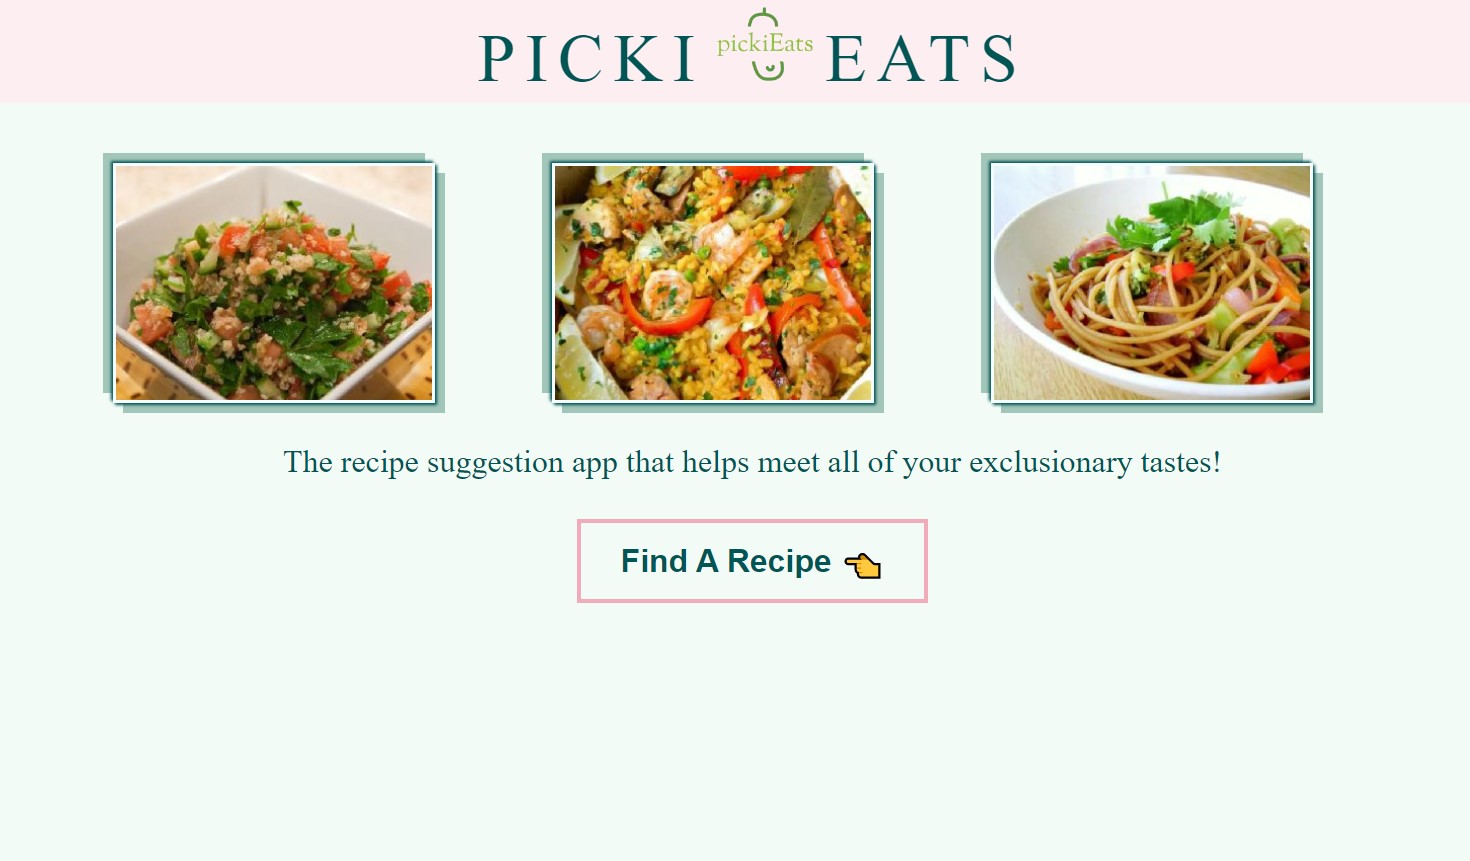 PICKI pickiEats EATS
The recipe suggestion app that helps meet all of your exclusionary tastes!
Find A Recipe 👈